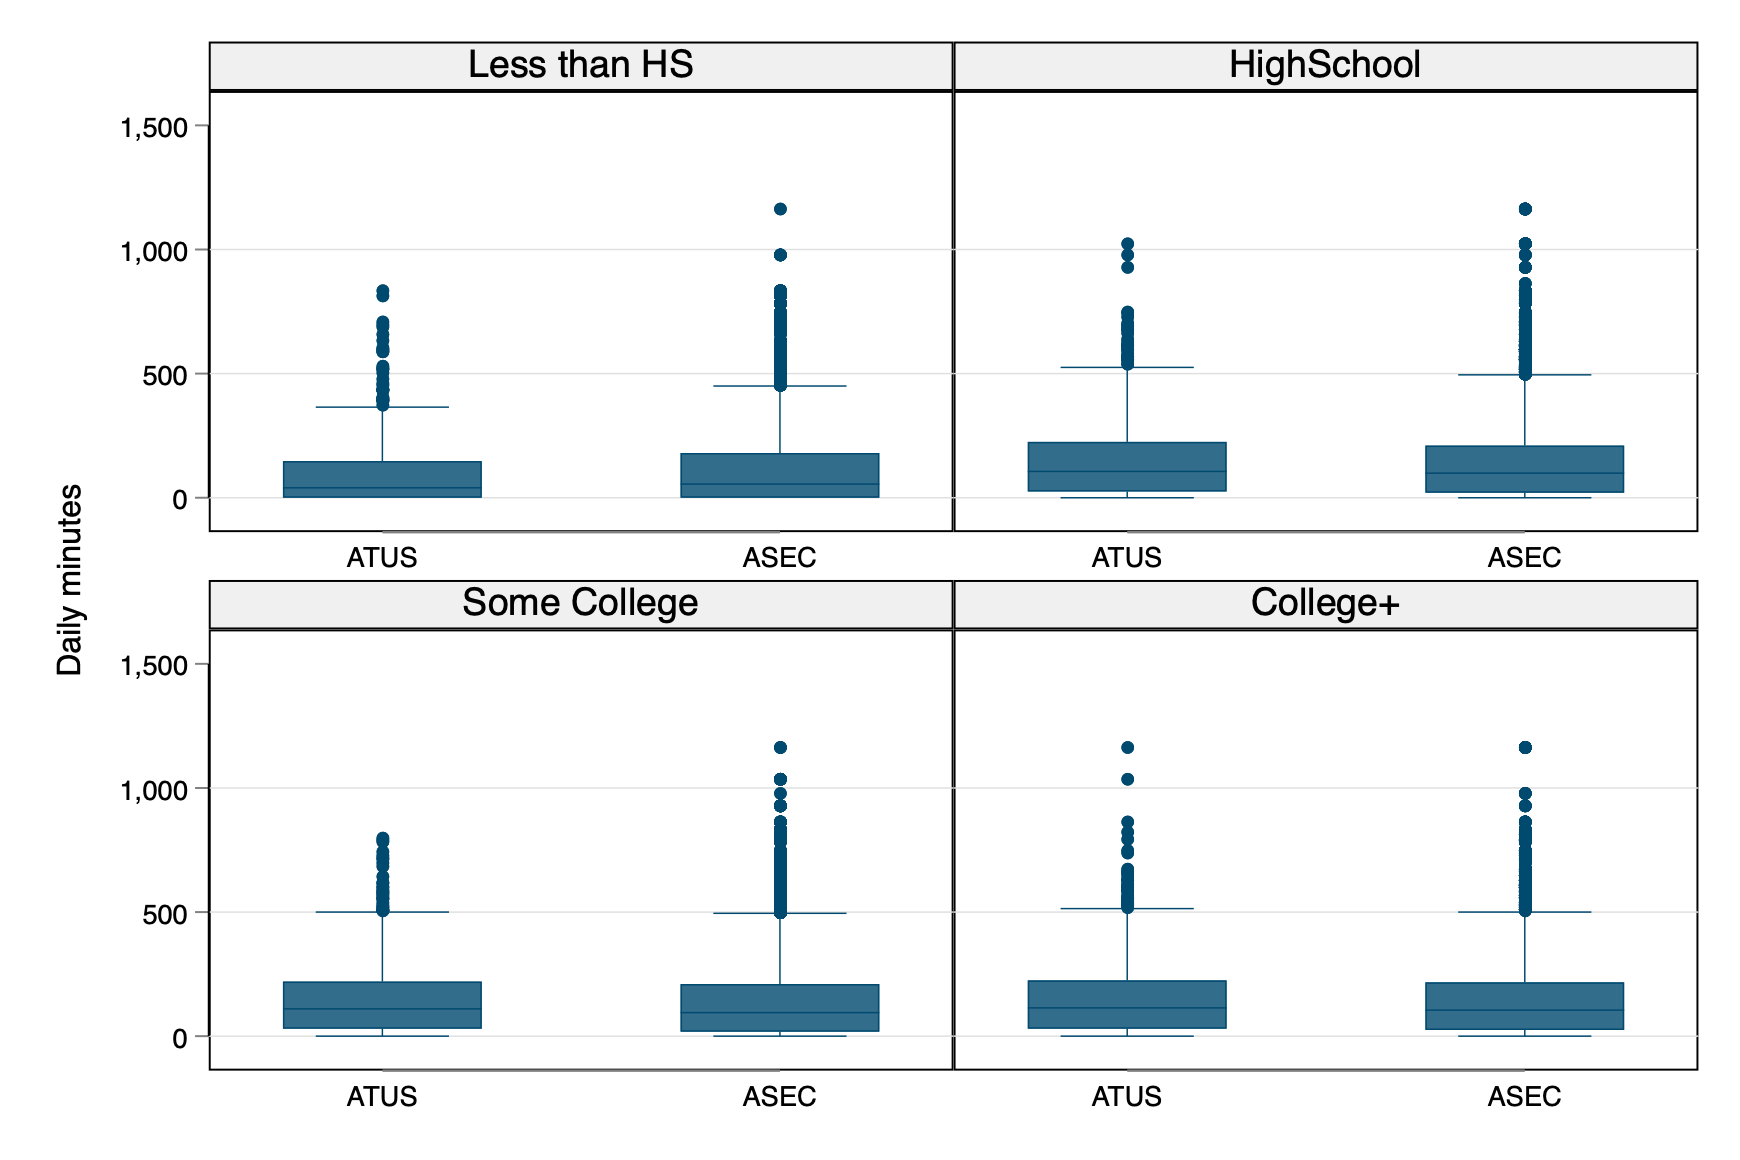 Less than HS
HighSchool
1,500
1,000
500
0
Daily minutes
ATUS
ASEC
ATUS
ASEC
Some College
College+
1,500
1,000
500
0
ATUS
ASEC
ATUS
ASEC